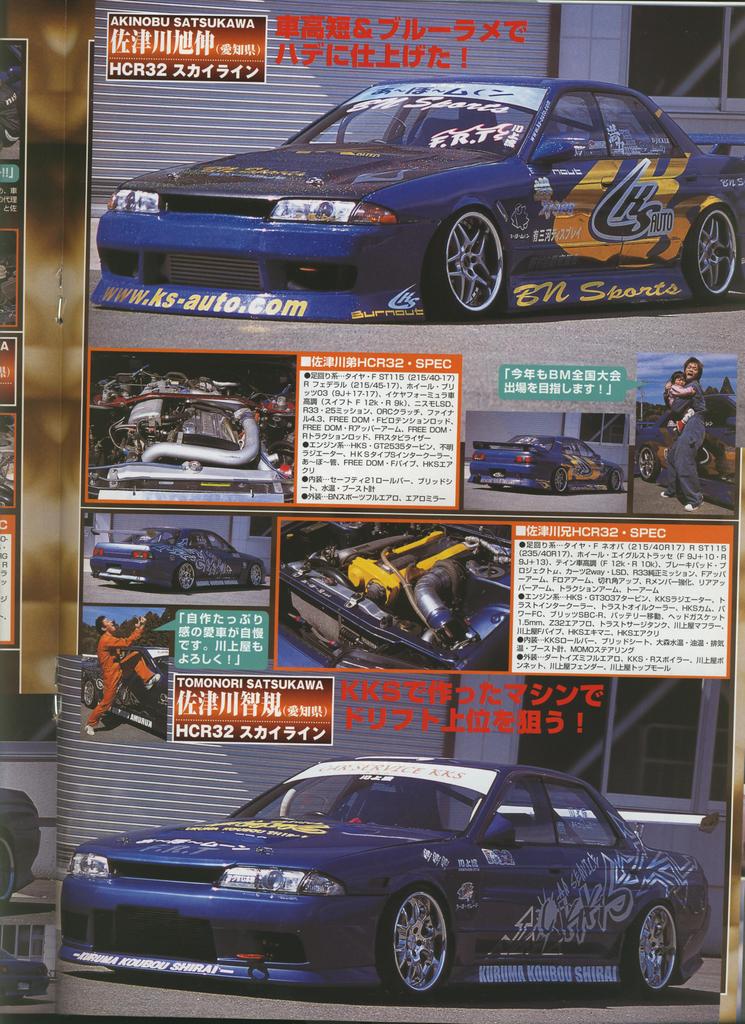 AKINOBU SATSUKAWA
佐津川旭伸(愛知県)
HCR32 スカイライン
車高短&ブルーラメで
ハデに仕上げた！
BN Sports
F.R.T
www.ks-auto.com
Burnout
KS AUTO
有三河ディスプレイ
BN Sports
■佐津川弟HCR32・SPEC
●足回り系…タイヤ・F ST115 (215/40-17)
R フェデラル (215/45-17)、ホイール・ブリ
ッツ03 (9J+17-17)、イケヤフォーミュラ車
高調 (スイフト F 12k・R 9k)、ニスモLSD、
R33・25ミッション、ORCクラッチ、ファイナ
ル4.3、FREE DOM・Fピロテンションロッド、
FREE DOM・Rアッパーアーム、FREE DOM・
Rトラクションロッド、FRスタビライザー
●エンジン系…HKS・GT2535タービン、不明
ラジエーター、HKSタイプSインタークーラー、
あ〜ぼ〜管、FREE DOM・Fパイプ、HKSエア
クリ
●内装…セーフティ21ロールバー、ブリッドシ
ート、水温・ブースト計
●外装…BNスポーツフルエアロ、エアロミラー
「今年もBM全国大会
出場を目指します！」
■佐津川兄HCR32・SPEC
●足回り系…タイヤ・F ネオバ (215/40R17) R ST115
(235/40R17)、ホイール・エイグルストラッセ (F 9J+10・R
9J+13)、テイン車高調 (F 12k・R 10k)、ブレーキパッド・プ
ロジェクトμ、カーツ2way・LSD、R33純正ミッション、Fアッパ
ーアーム、Fロアアーム、切れ角アップ、Rメンバー強化、Rアッパ
ーアーム、トラクションアーム、トーアーム
●エンジン系…HKS・GT3037タービン、KKSラジエーター、ト
ラストインタークーラー、トラストオイルクーラー、HKSカム、パ
ワーFC、ブリッツSBC-R、バッテリー移動、ヘッドガスケット
1.5mm、Z32エアフロ、トラストサージタンク、川上屋マフラー、
川上屋Fパイプ、HKSエキマニ、HKSエアクリ
●内装…KKSロールバー、ブリッドシート、大森水温・油温・排気
温・ブースト計、MOMOステアリング
●外装…ダートイズミフルエアロ、KKS・Rスポイラー、川上屋ボ
ンネット、川上屋フェンダー、川上屋トップモール
「自作たっぷり
感の愛車が自慢
です。川上屋も
よろしく！」
TOMONORI SATSUKAWA
佐津川智規(愛知県)
HCR32 スカイライン
KKSで作ったマシンで
ドリフト上位を狙う！
CAR SERVICE KKS
川上屋
KURUMA KOUBOU SHIRAI
KURUMA KOUBOU SHIRAI
KURUMA KOUBOU SHIRAI